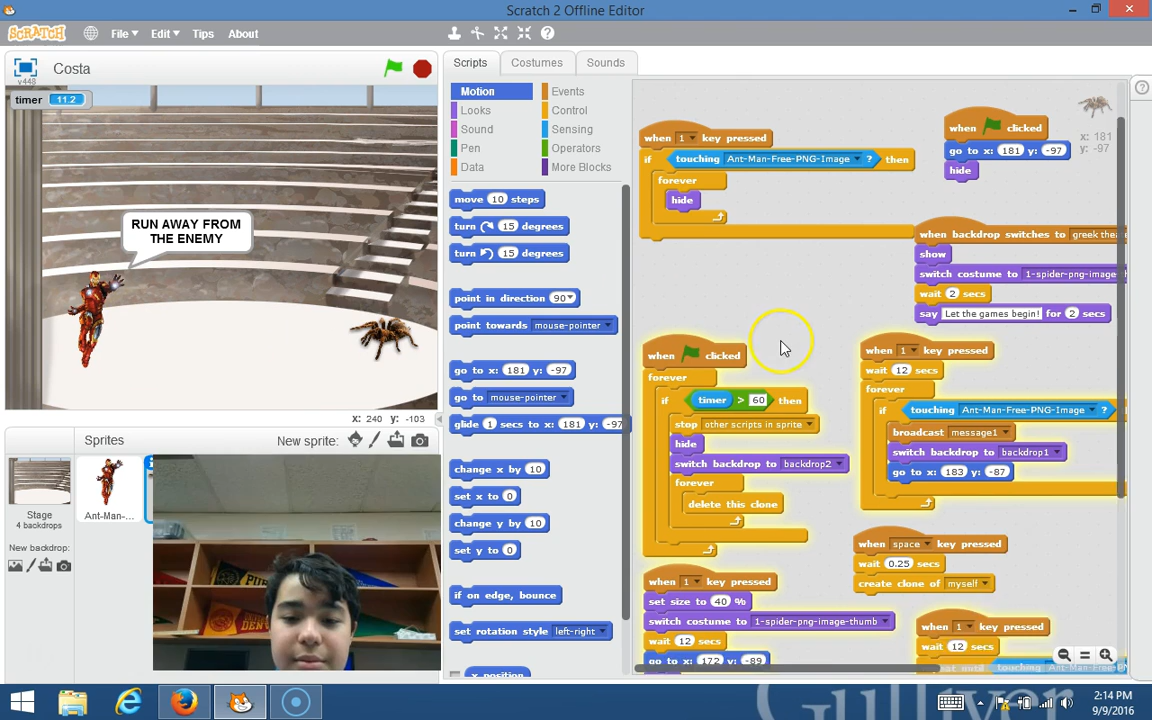 Scratch 2 Offline Editor
SCRATCH File Edit Tips About
v448
Costa
timer 11.2
RUN AWAY FROM
THE ENEMY
x: 240 y: -103
Sprites New sprite:
Stage
4 backdrops
New backdrop:
Ant-Man-...
Scripts Costumes Sounds
Motion Events
Looks Control
Sound Sensing
Pen Operators
Data More Blocks
move 10 steps
turn 15 degrees
turn 15 degrees
point in direction 90
point towards mouse-pointer
go to x: 181 y: -97
go to mouse-pointer
glide 1 secs to x: 181 y: -97
change x by 10
set x to 0
change y by 10
set y to 0
if on edge, bounce
set rotation style left-right
x position
when 1 key pressed
if touching Ant-Man-Free-PNG-Image ? then
forever
hide
when clicked
go to x: 181 y: -97
hide
x: 181
y: -97
when backdrop switches to greek thea
show
switch costume to 1-spider-png-image-
wait 2 secs
say Let the games begin! for 2 secs
when clicked
forever
if timer > 60 then
stop other scripts in sprite
hide
switch backdrop to backdrop2
forever
delete this clone
when 1 key pressed
wait 12 secs
forever
if touching Ant-Man-Free-PNG-Image ?
broadcast message1
switch backdrop to backdrop1
go to x: 183 y: -87
when space key pressed
wait 0.25 secs
create clone of myself
when 1 key pressed
set size to 40 %
switch costume to 1-spider-png-image-thumb
wait 12 secs
go to x: 172 y: -89
when 1 key pressed
wait 12 secs
touching Ant-Man-Fre
PU
Gulliver
2:14 PM
9/9/2016